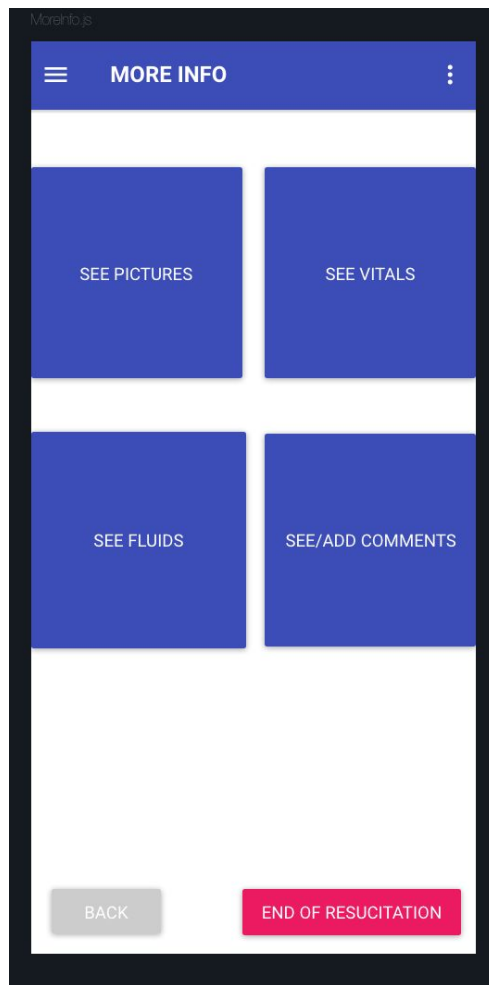 MoreInfo.js
MORE INFO
SEE PICTURES
SEE VITALS
SEE FLUIDS
SEE/ADD COMMENTS
BACK
END OF RESUCITATION